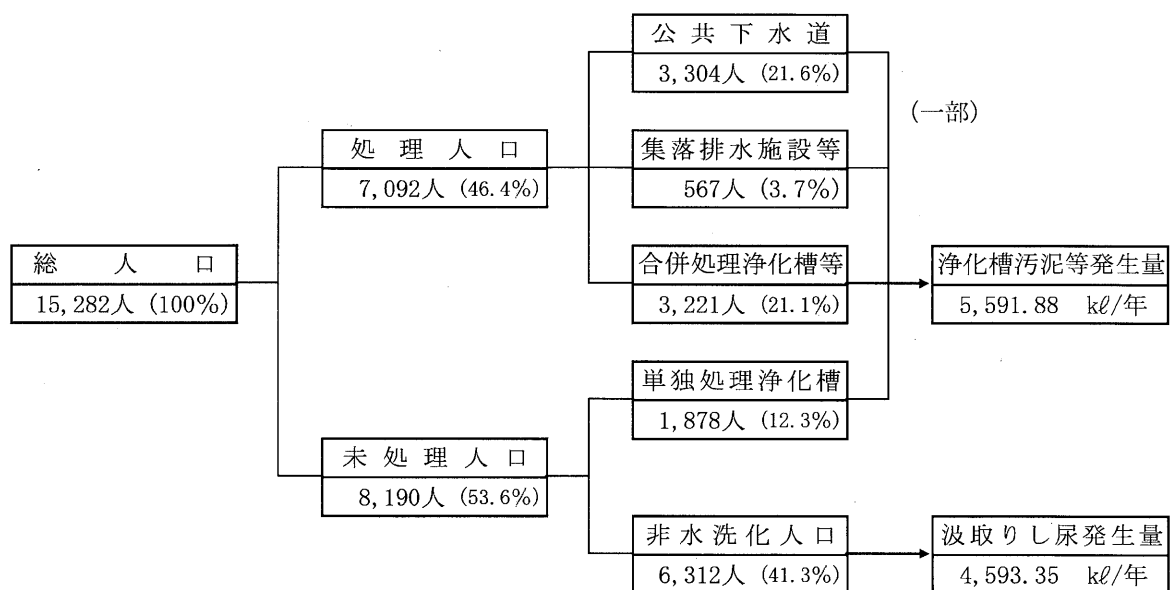 公共下水道
3,304人 (21.6%)
(一部)
処理人口
7,092人 (46.4%)
集落排水施設等
567人 (3.7%)
総人口
15,282人 (100%)
合併処理浄化槽等
3,221人 (21.1%)
浄化槽汚泥等発生量
5,591.88 kℓ/年
単独処理浄化槽
1,878人 (12.3%)
未処理人口
8,190人 (53.6%)
非水洗化人口
6,312人 (41.3%)
汲取りし尿発生量
4,593.35 kℓ/年